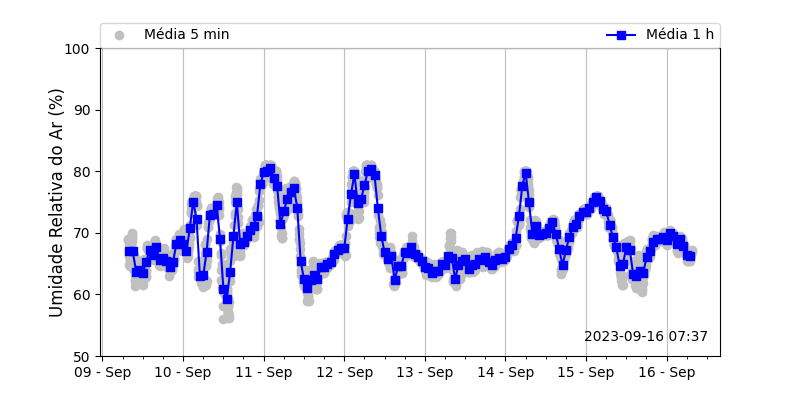 Média 5 min
Média 1 h
Umidade Relativa do Ar (%)
100
90
80
70
60
50
2023-09-16 07:37
09 - Sep
10 - Sep
11 - Sep
12 - Sep
13 - Sep
14 - Sep
15 - Sep
16 - Sep